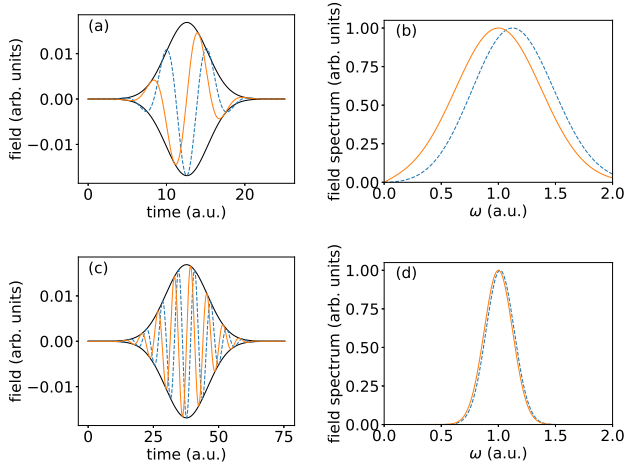 (a)
field (arb. units)
0.01
0.00
−0.01
0
10
20
time (a.u.)
(b)
field spectrum (arb. units)
1.00
0.75
0.50
0.25
0.00
0.0
0.5
1.0
1.5
2.0
ω (a.u.)
(c)
field (arb. units)
0.01
0.00
−0.01
0
25
50
75
time (a.u.)
(d)
field spectrum (arb. units)
1.00
0.75
0.50
0.25
0.00
0.0
0.5
1.0
1.5
2.0
ω (a.u.)